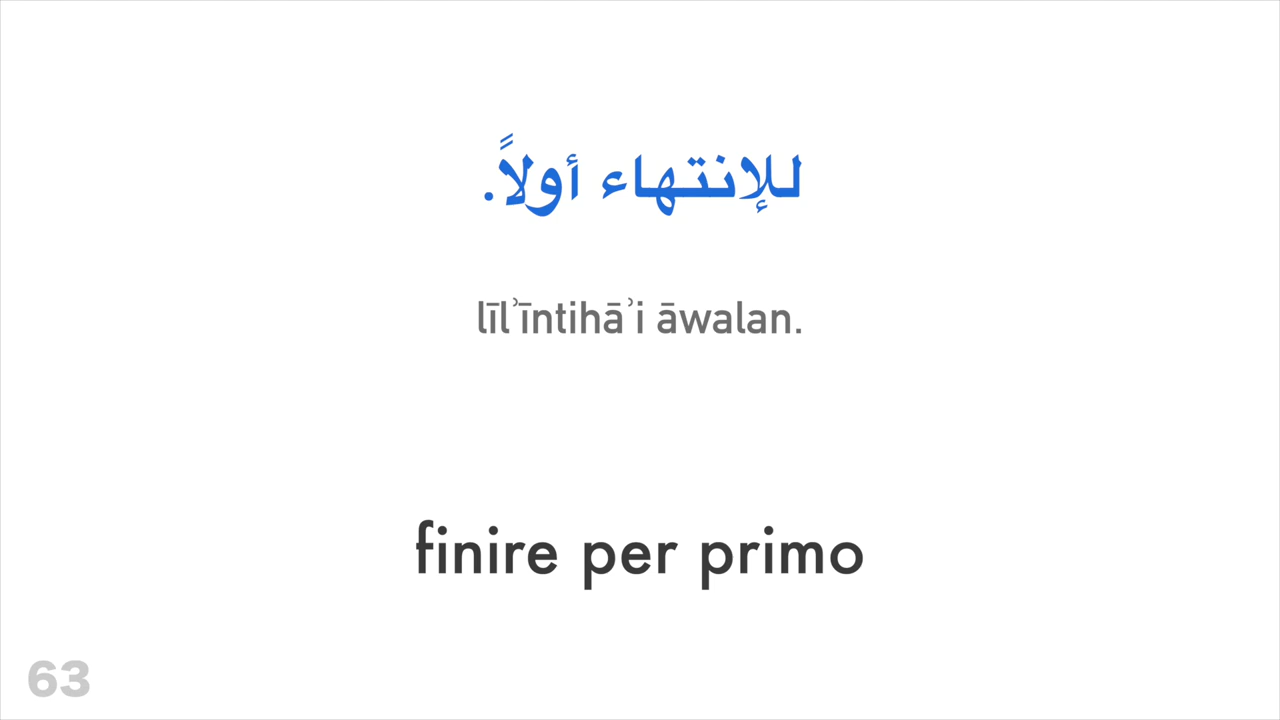 للإنتهاء أولاً.
līlʾīntihāʾi āwalan.
finire per primo
63